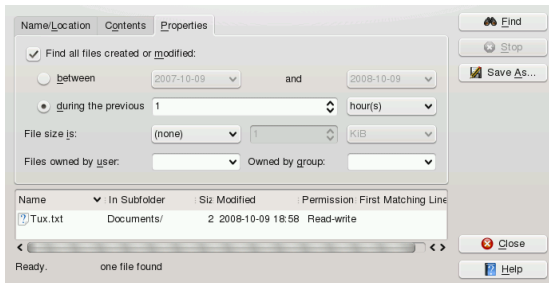 Name/Location Contents Properties
Find
Find all files created or modified:
Stop
between 2007-10-09 and 2008-10-09
Save As...
during the previous 1 hour(s)
File size is: (none) 1 KiB
Files owned by user: Owned by group:
Name In Subfolder Siz Modified Permission First Matching Line
Tux.txt Documents/ 2 2008-10-09 18:58 Read-write
Close
Ready. one file found
Help